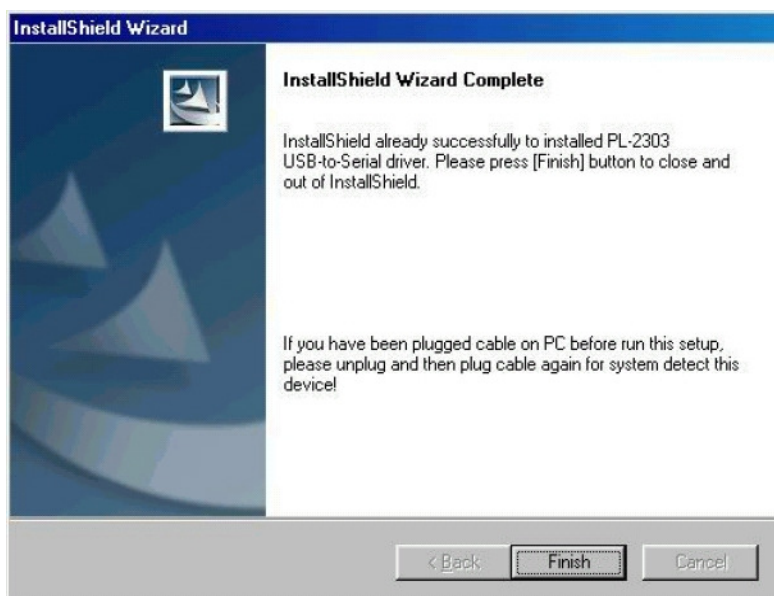 InstallShield Wizard
InstallShield Wizard Complete
InstallShield already successfully to installed PL-2303
USB-to-Serial driver. Please press [Finish] button to close and
out of InstallShield.
If you have been plugged cable on PC before run this setup,
please unplug and then plug cable again for system detect this
device!
< Back Finish Cancel